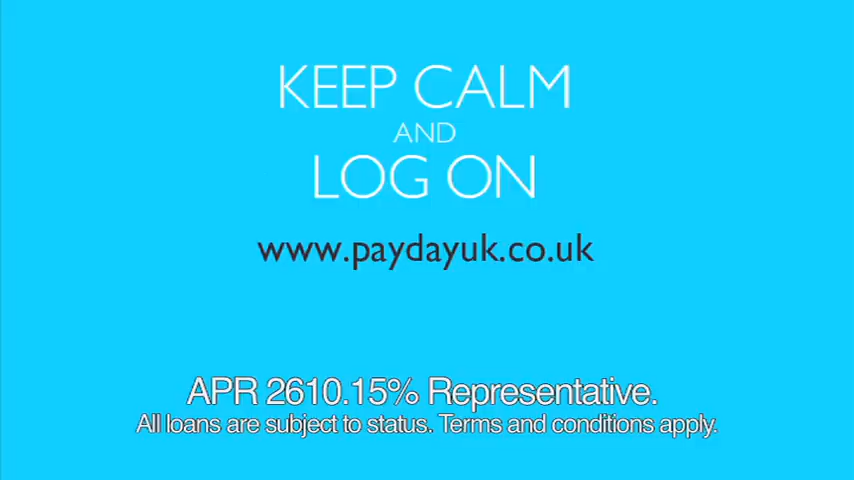 KEEP CALM
AND
LOG ON
www.paydayuk.co.uk
APR 2610.15% Representative.
All loans are subject to status. Terms and conditions apply.